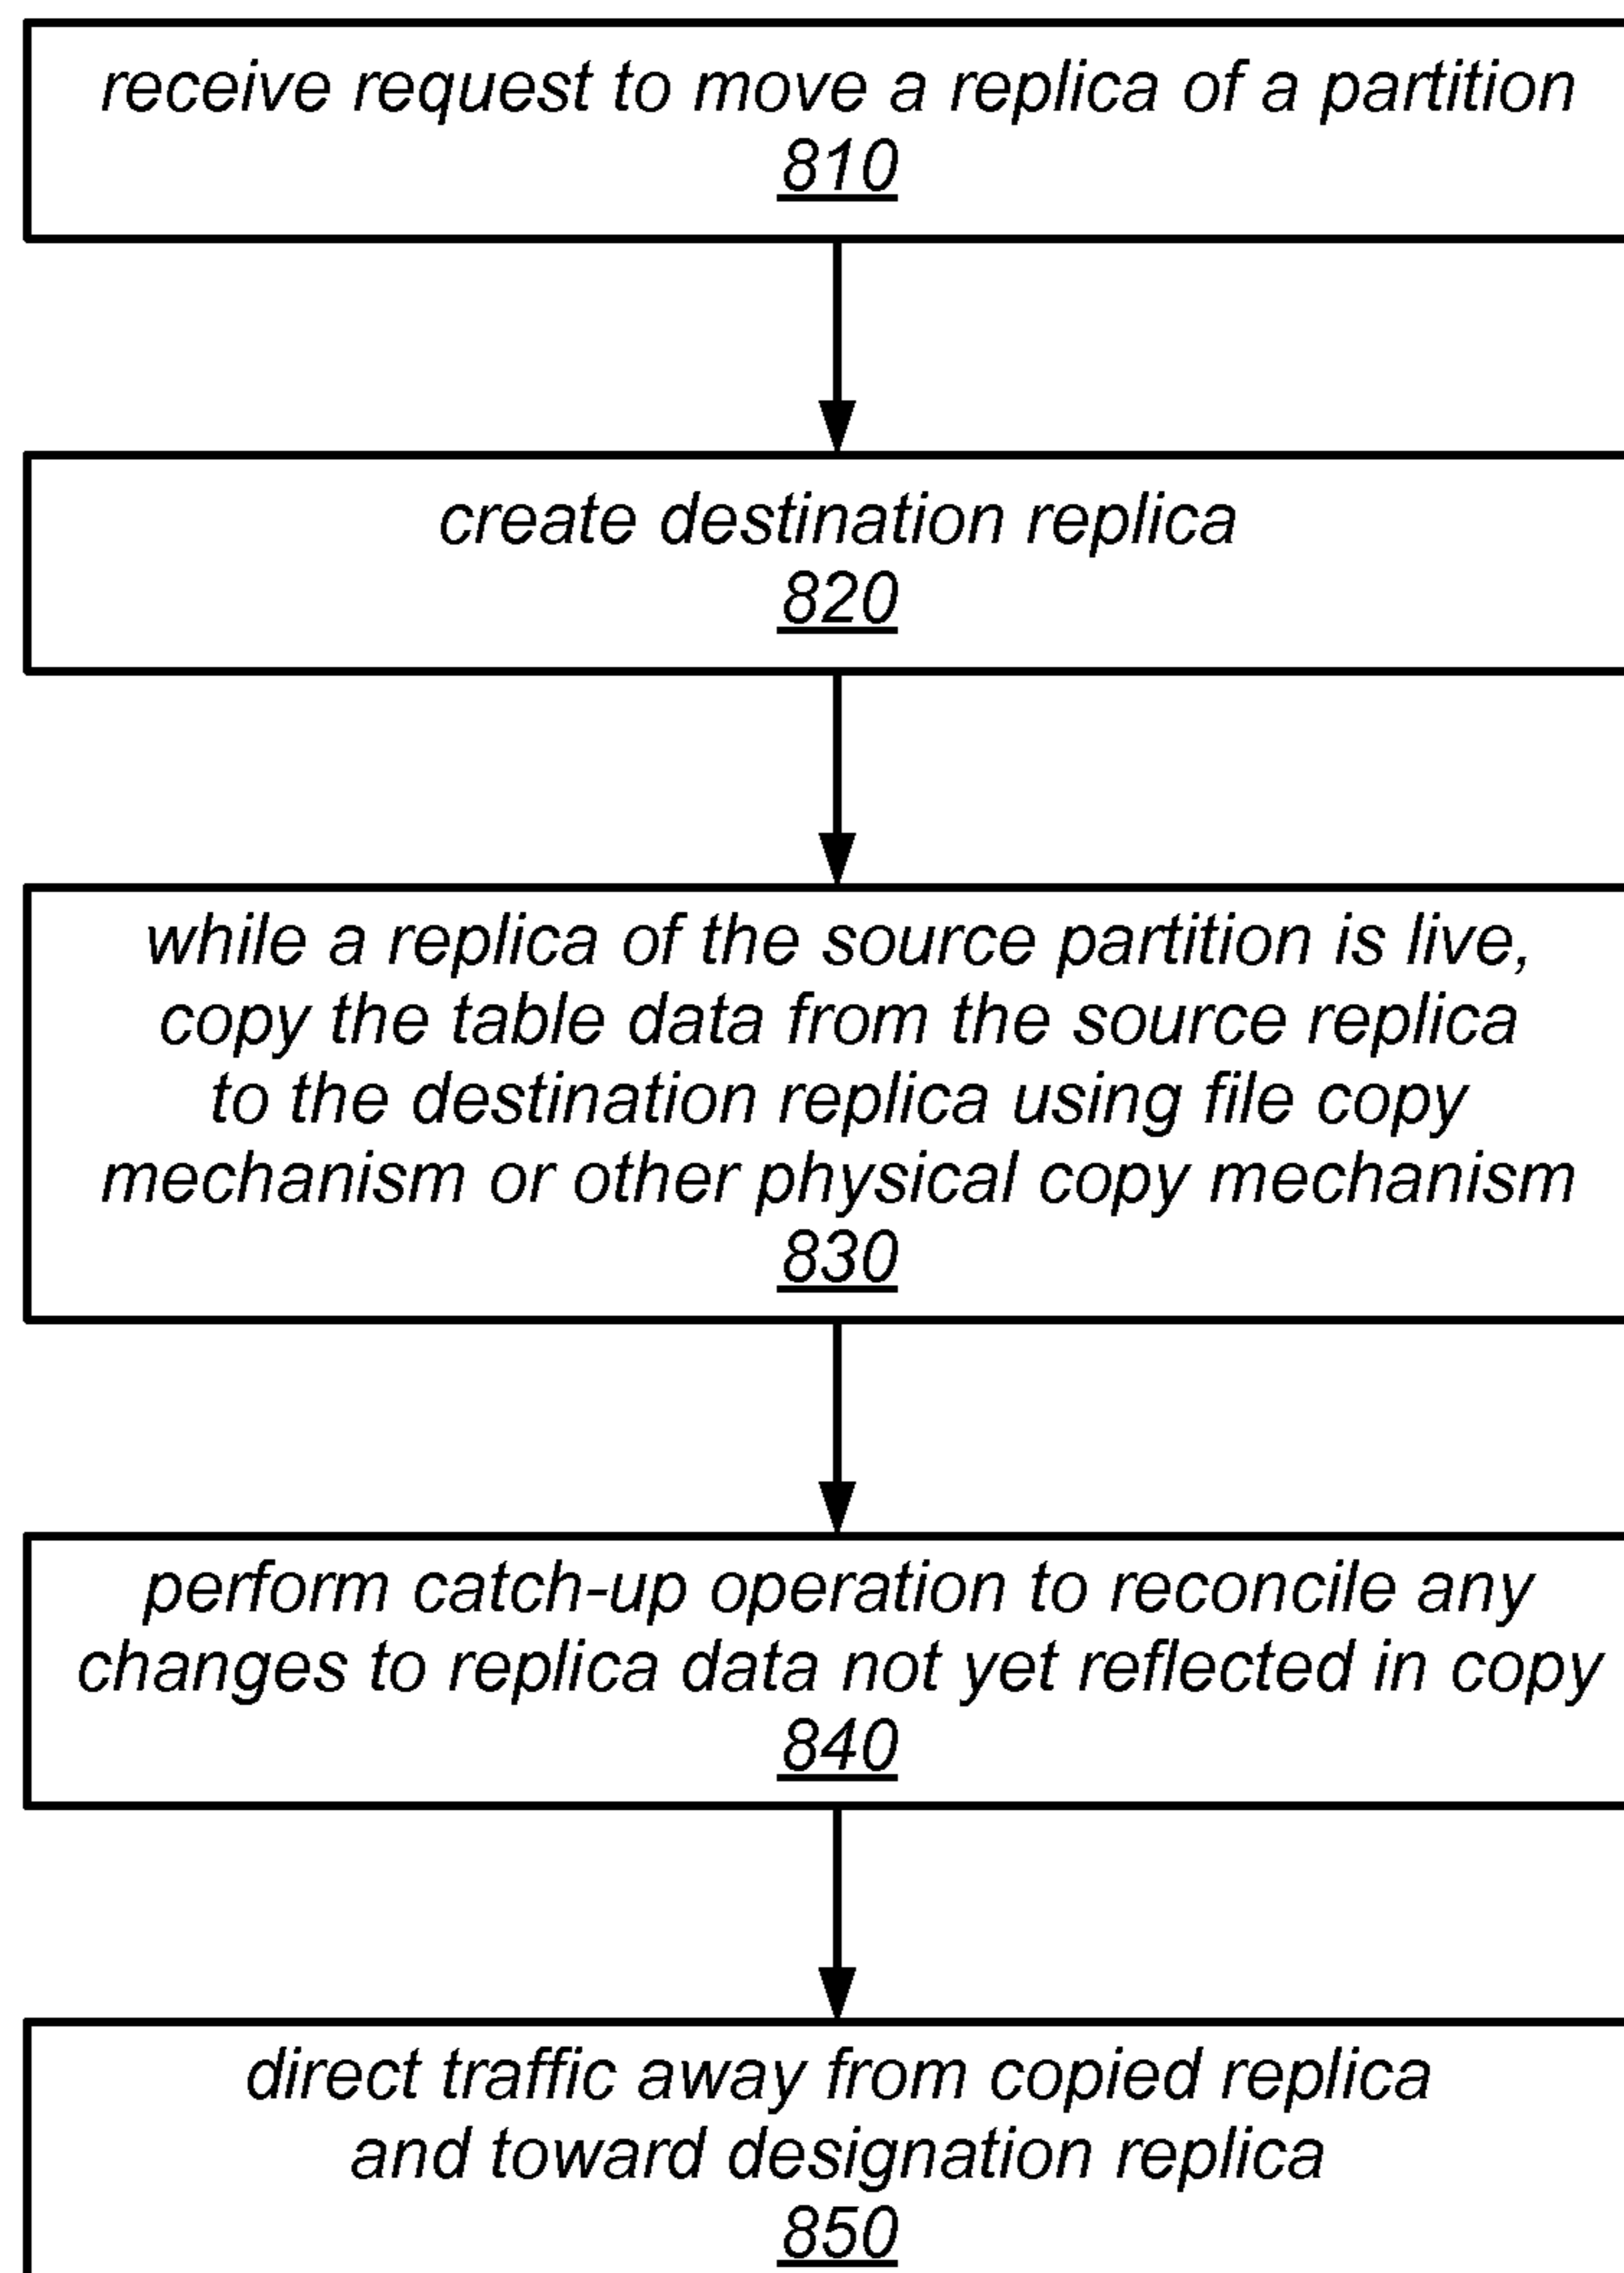 receive request to move a replica of a partition
810
create destination replica
820
while a replica of the source partition is live,
copy the table data from the source replica
to the destination replica using file copy
mechanism or other physical copy mechanism
830
perform catch-up operation to reconcile any
changes to replica data not yet reflected in copy
840
direct traffic away from copied replica
and toward designation replica
850